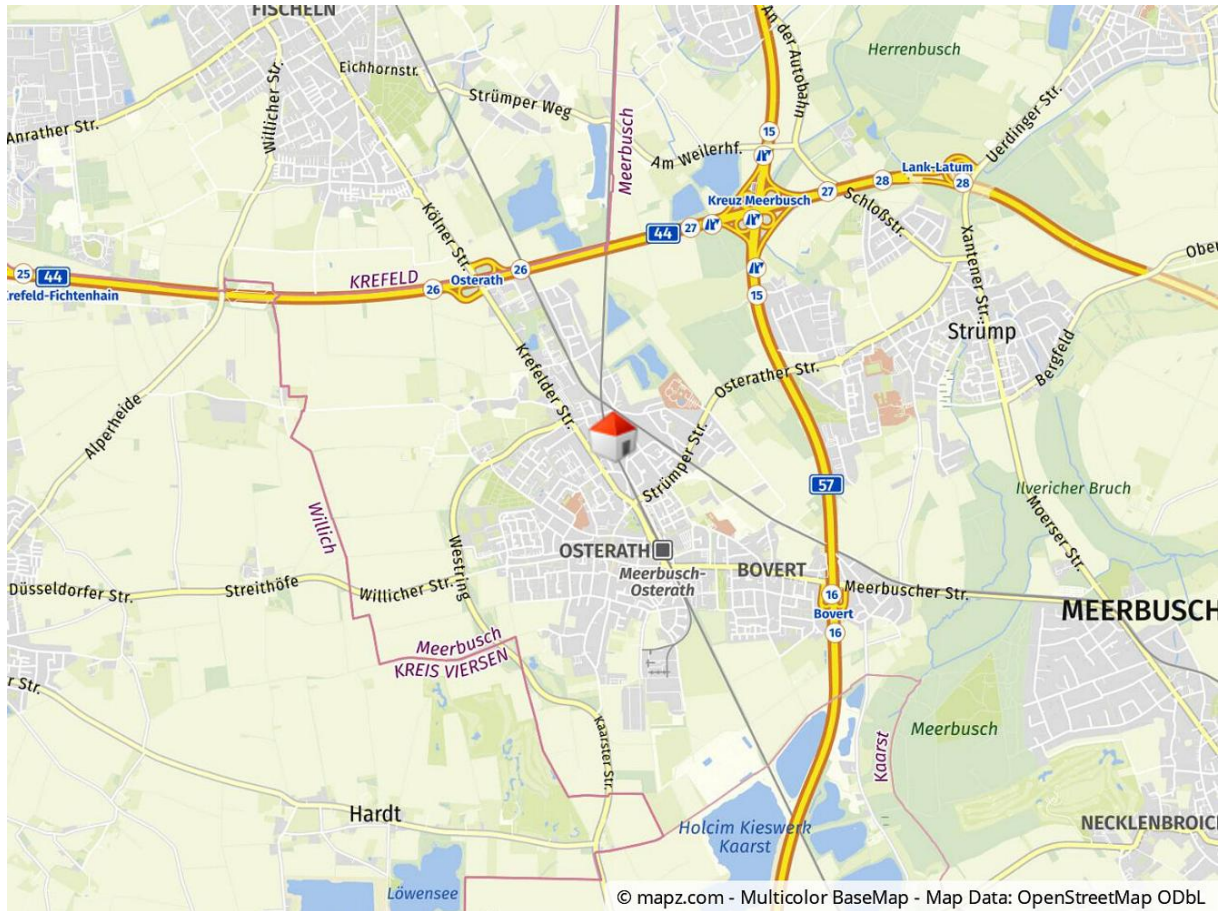 FISCHELN
An der Autobahn
Herrenbusch
Eichhornstr.
Willicher Str.
Strümper Weg
Anrather Str.
Meerbusch
15
Am Weilerhf.
Uerdinger Str.
Lank-Latum
28
28
27
Kreuz Meerbusch
Schloßstr.
Kölner Str.
44
27
Xantener Str.
Ober
25
44
KREFELD
26
Osterath
26
15
Krefeld-Fichtenhain
Strümp
Bergfeld
Krefelder Str.
Osterather Str.
Alperheide
Strümper Str.
57
Ilvericher Bruch
Willich
Moerser Str.
Westring
OSTERATH
Meerbusch-
Osterath
BOVERT
Düsseldorfer Str.
Streithöfe
Willicher Str.
16
Meerbuscher Str.
Bovert
16
MEERBUSCH
Meerbusch
KREIS VIERSEN
r Str.
Kaarster Str.
Kaarst
Meerbusch
Hardt
Holcim Kieswerk
Kaarst
NECKLENBROIC
Löwensee
© mapz.com - Multicolor BaseMap - Map Data: OpenStreetMap ODbL